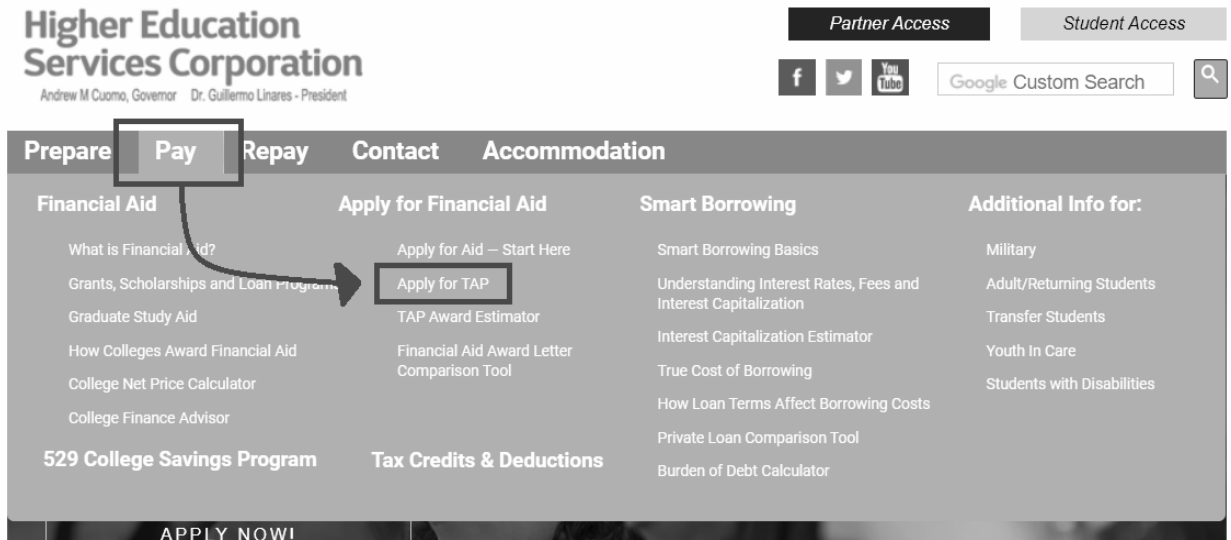 Higher Education
Services Corporation
Andrew M Cuomo, Governor Dr. Guillermo Linares - President
Partner Access
Student Access
f
You
Tube
Google Custom Search
Prepare Pay Repay Contact Accommodation
Financial Aid
What is Financial Aid?
Grants, Scholarships and Loan Programs
Graduate Study Aid
How Colleges Award Financial Aid
College Net Price Calculator
College Finance Advisor
529 College Savings Program
Apply for Financial Aid
Apply for Aid — Start Here
Apply for TAP
TAP Award Estimator
Financial Aid Award Letter
Comparison Tool
Tax Credits & Deductions
Smart Borrowing
Smart Borrowing Basics
Understanding Interest Rates, Fees and
Interest Capitalization
Interest Capitalization Estimator
True Cost of Borrowing
How Loan Terms Affect Borrowing Costs
Private Loan Comparison Tool
Burden of Debt Calculator
Additional Info for:
Military
Adult/Returning Students
Transfer Students
Youth In Care
Students with Disabilities
APPLY NOW!